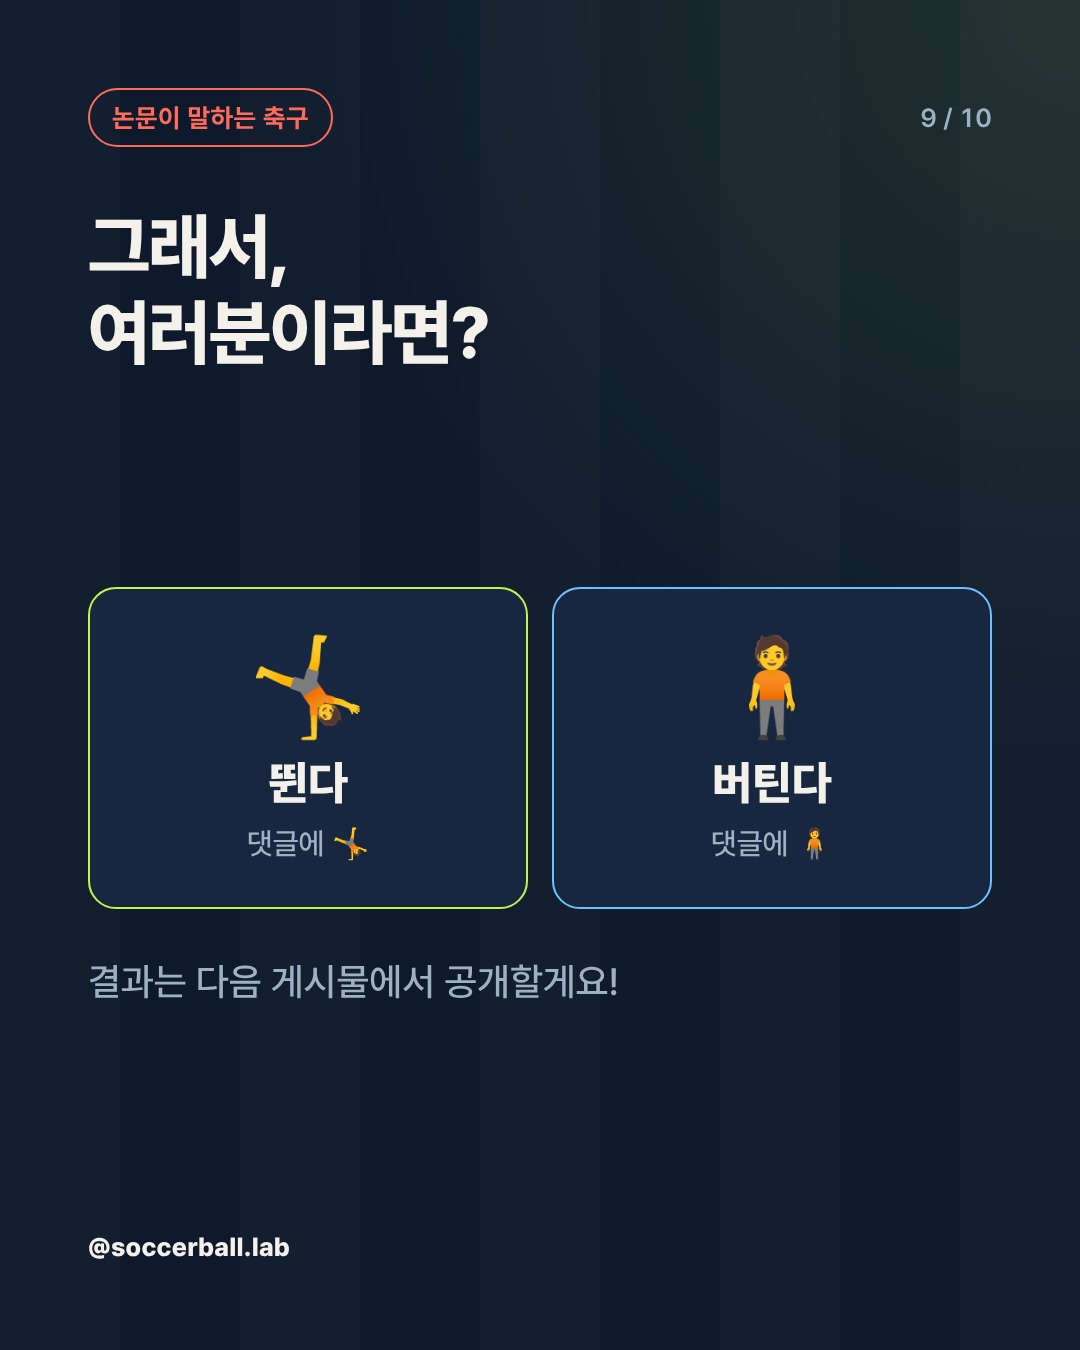 논문이 말하는 축구
9 / 10
그래서,
여러분이라면?
뛴다
댓글에 🤸
버틴다
댓글에 🧍
결과는 다음 게시물에서 공개할게요!
@soccerball.lab